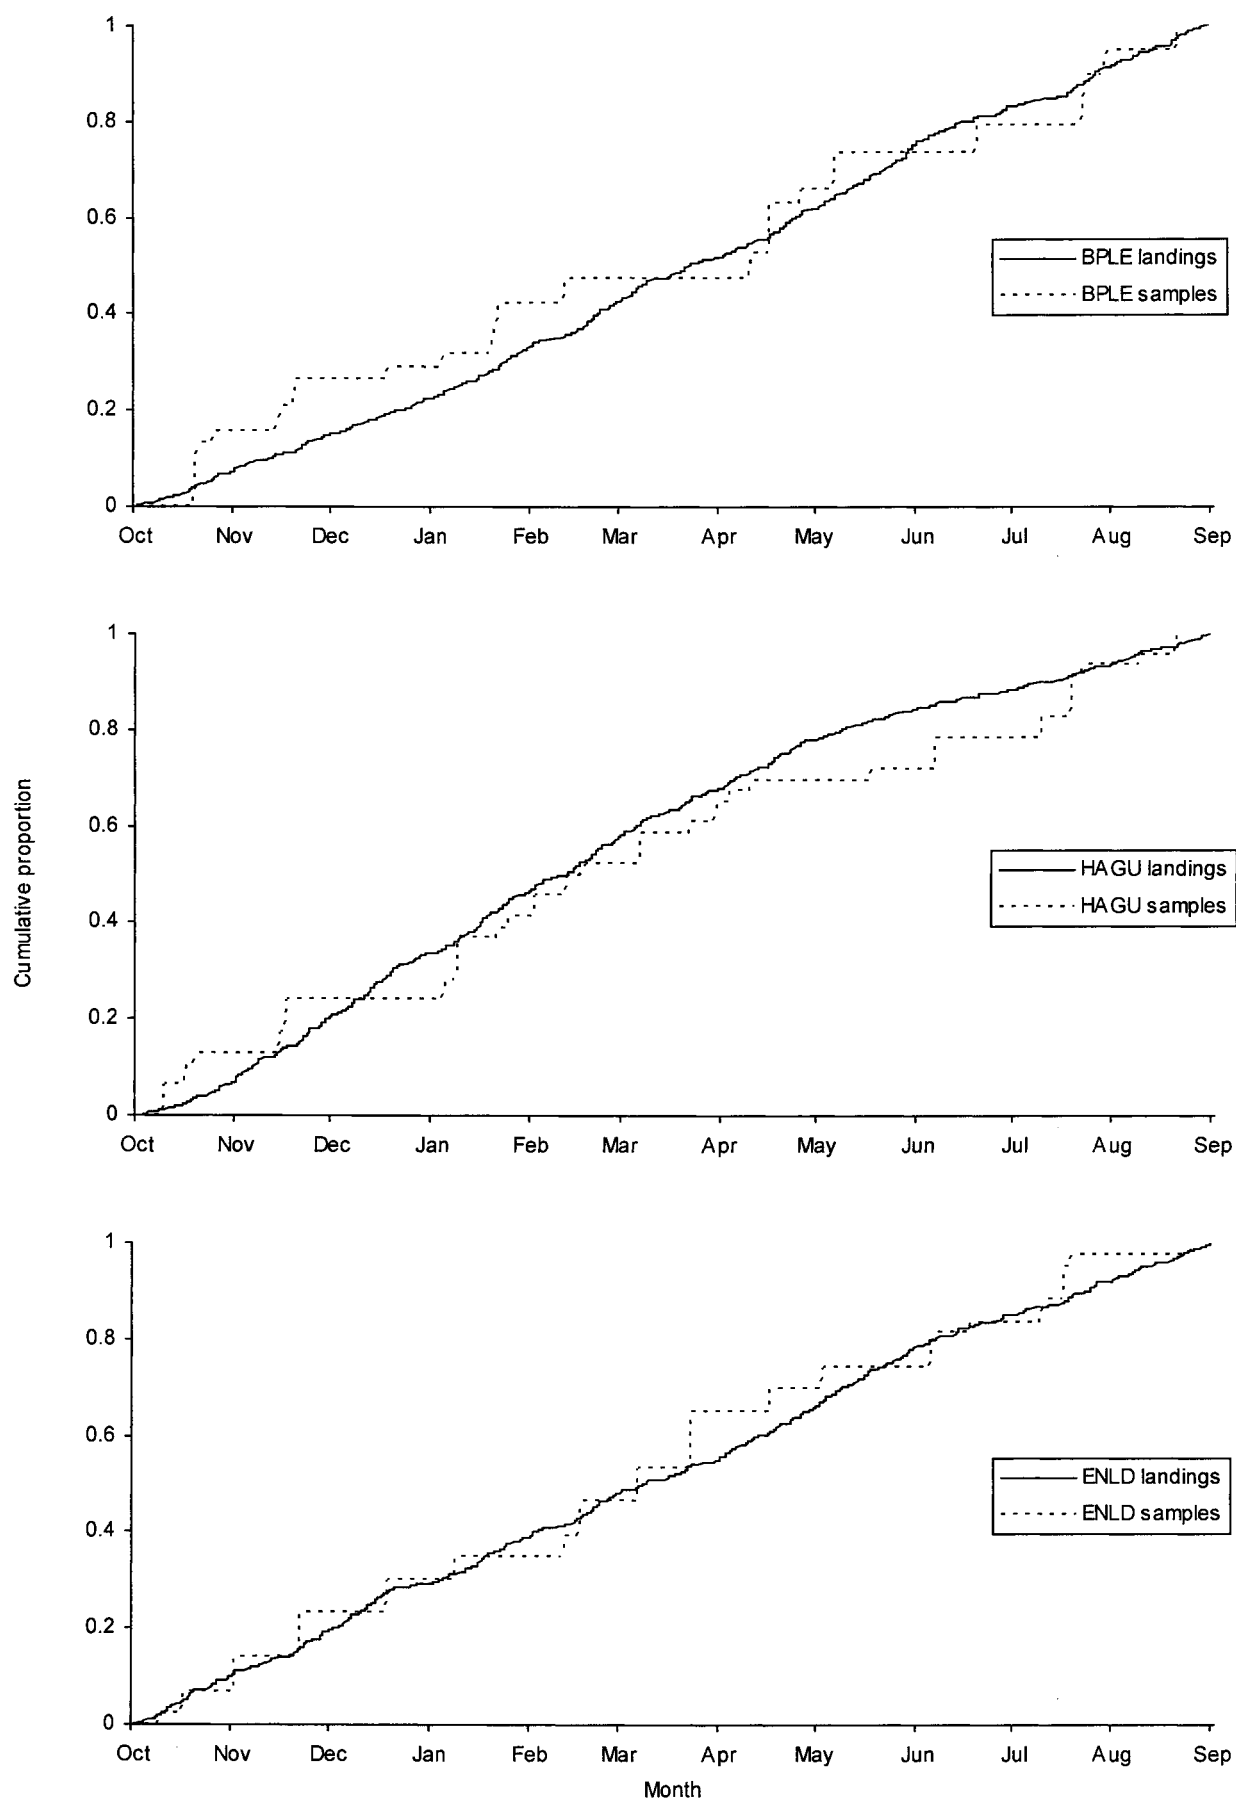 1
0.8
0.6
0.4
0.2
0
Oct Nov Dec Jan Feb Mar Apr May Jun Jul Aug Sep
BPLE landings
BPLE samples
Cumulative proportion
1
0.8
0.6
0.4
0.2
0
Oct Nov Dec Jan Feb Mar Apr May Jun Jul Aug Sep
HAGU landings
HAGU samples
1
0.8
0.6
0.4
0.2
0
Oct Nov Dec Jan Feb Mar Apr May Jun Jul Aug Sep
ENLD landings
ENLD samples
Month